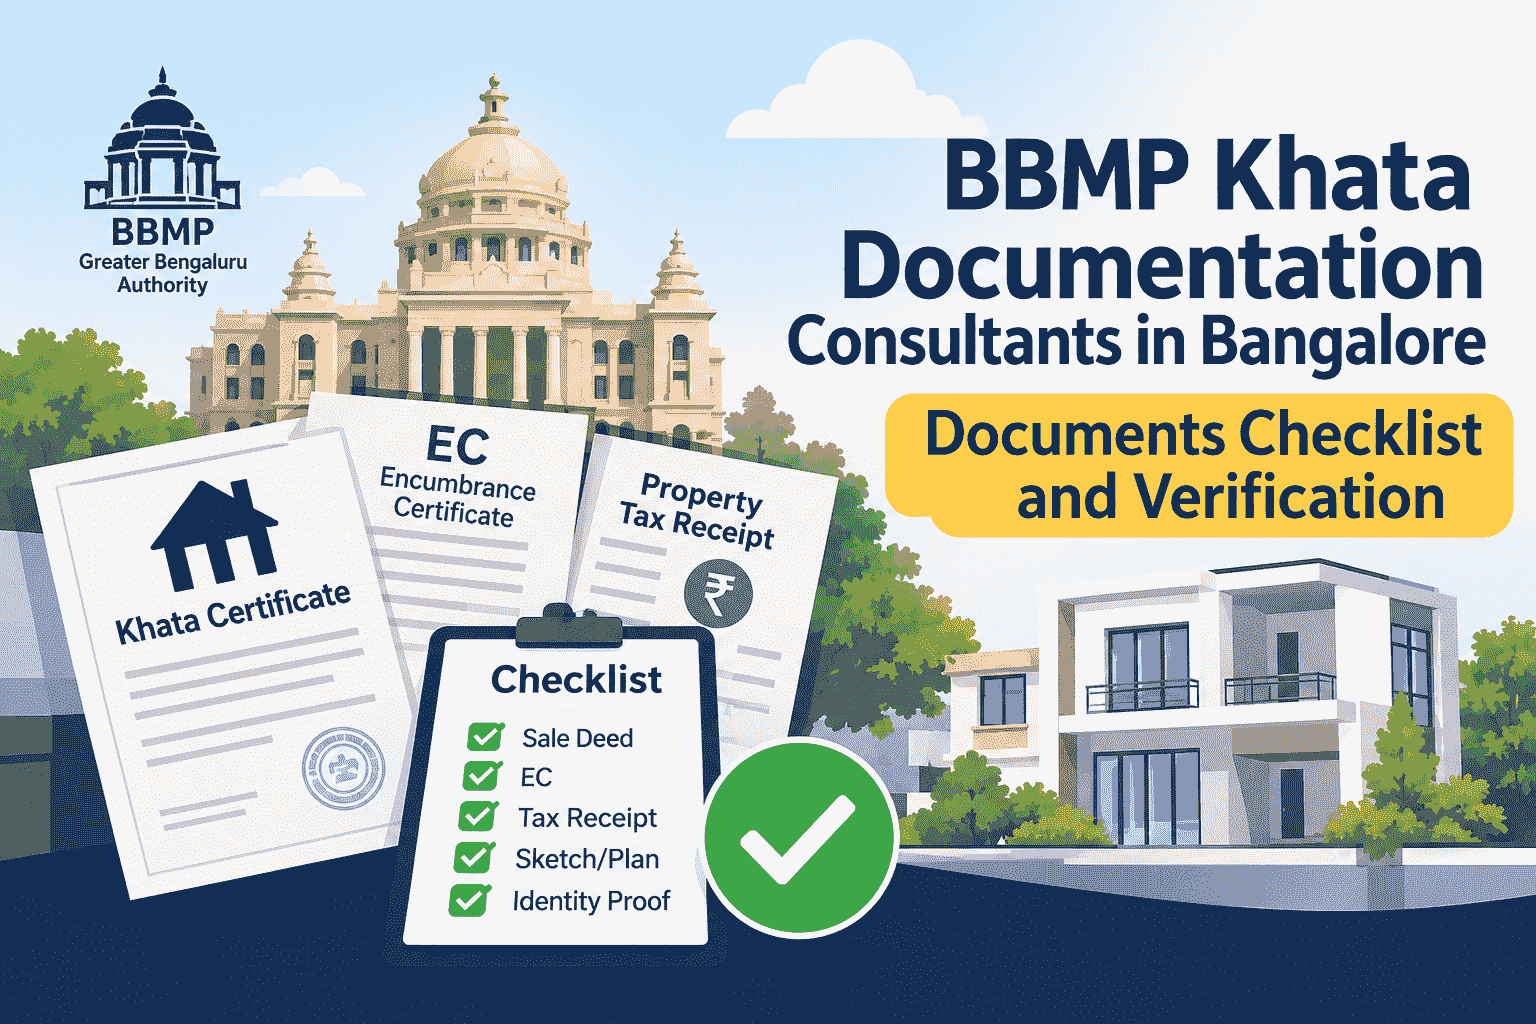 BBMP
Greater Bengaluru
Authority
BBMP Khata
Documentation
Consultants in Bangalore
Documents Checklist
and Verification
Khata Certificate
EC
Encumbrance
Certificate
Property
Tax Receipt
₹
Checklist
Sale Deed
EC
Tax Receipt
Sketch/Plan
Identity Proof